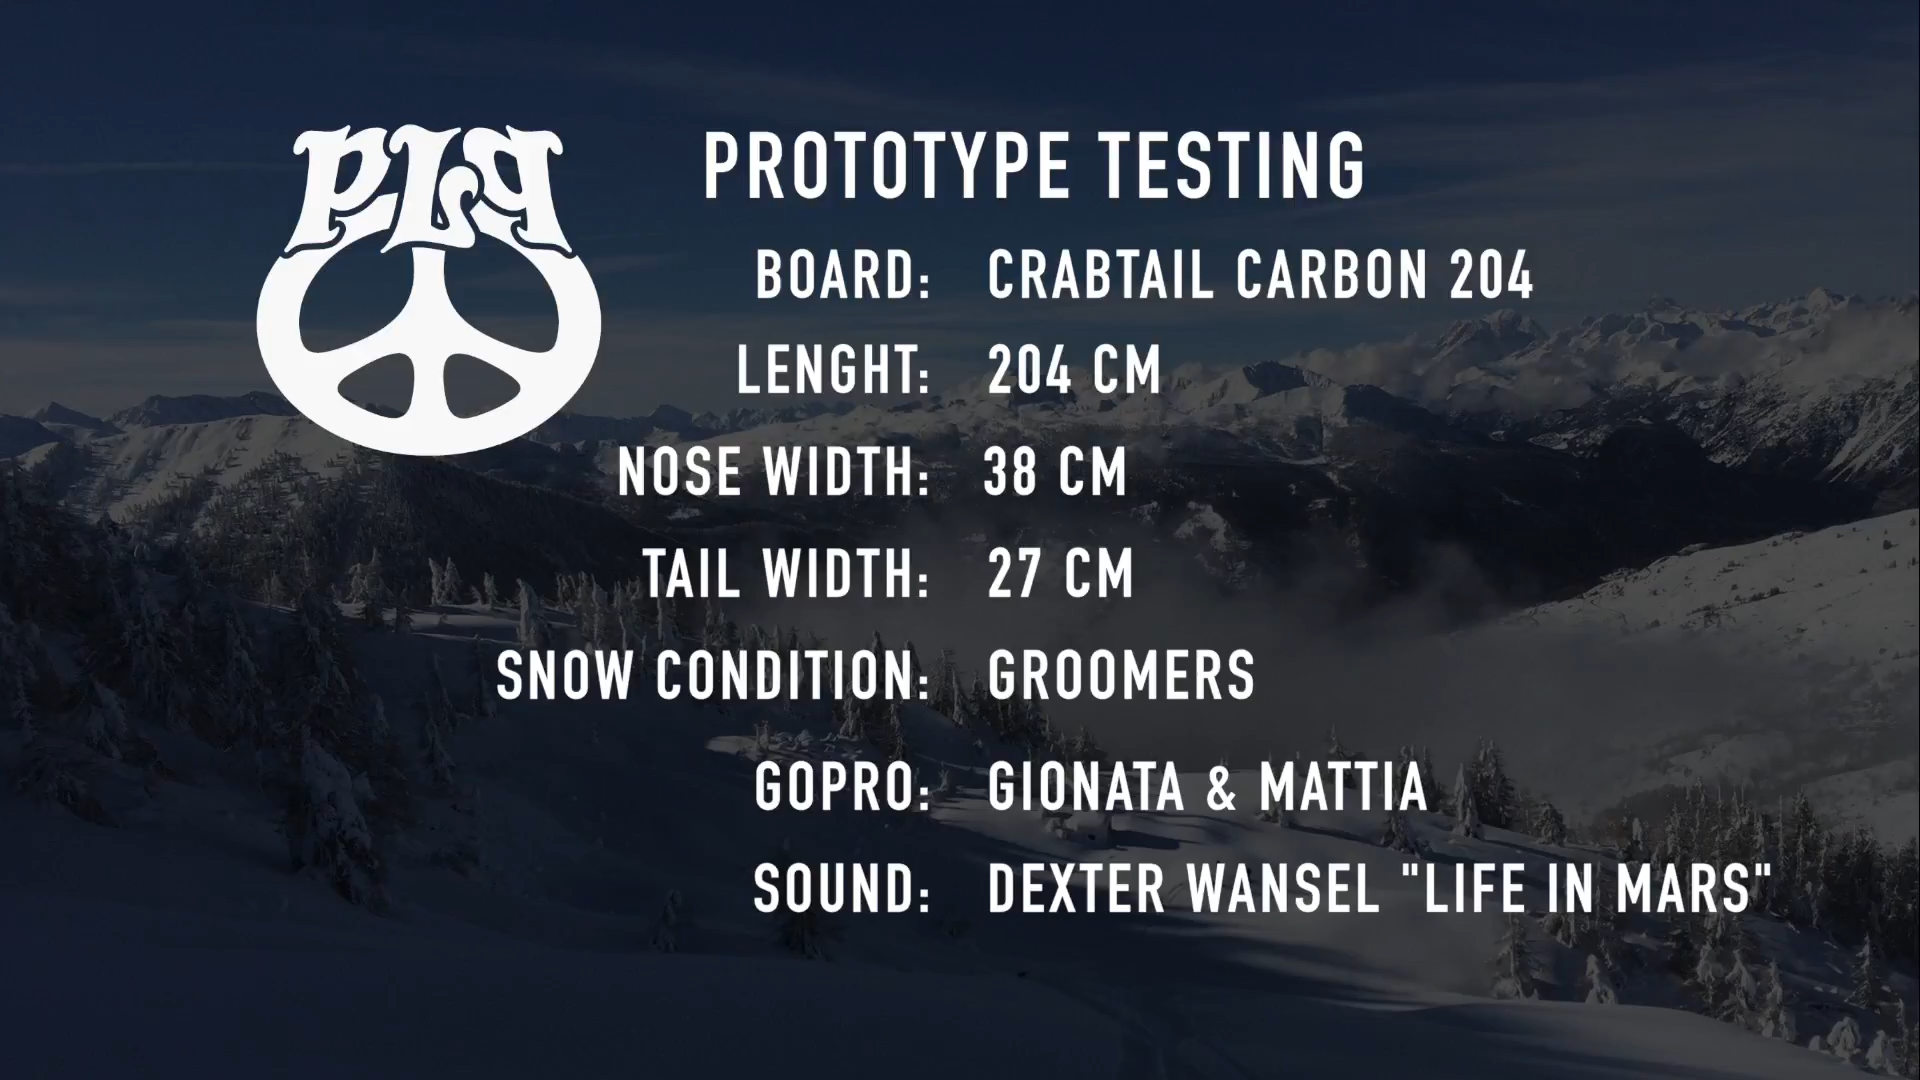 PLP
PROTOTYPE TESTING
BOARD: CRABTAIL CARBON 204
LENGHT: 204 CM
NOSE WIDTH: 38 CM
TAIL WIDTH: 27 CM
SNOW CONDITION: GROOMERS
GOPRO: GIONATA & MATTIA
SOUND: DEXTER WANSEL "LIFE IN MARS"